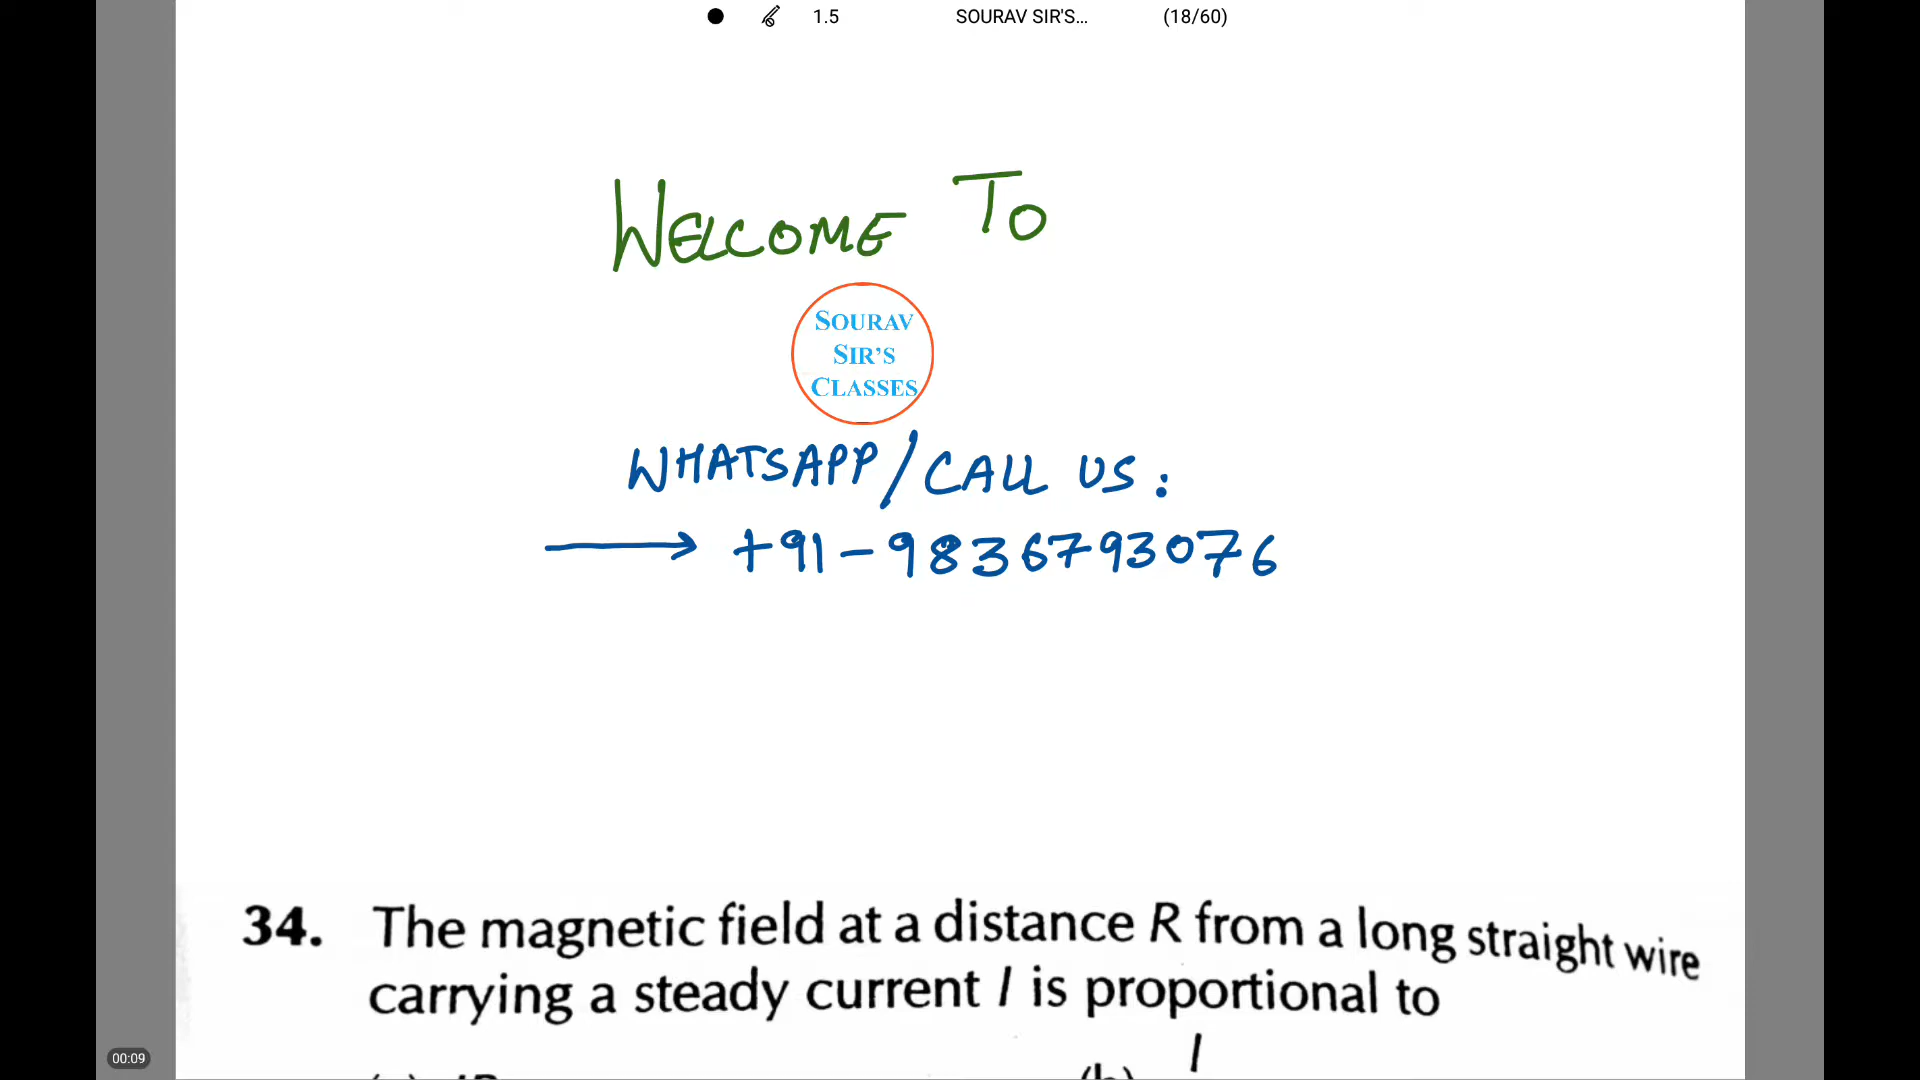 1.5 SOURAV SIR'S... (18/60)
WELCOME TO
SOURAV
SIR'S
CLASSES
WHATSAPP/CALL US:
+91-9836793076
34. The magnetic field at a distance R from a long straight wire
carrying a steady current I is proportional to
(b) I
00:09